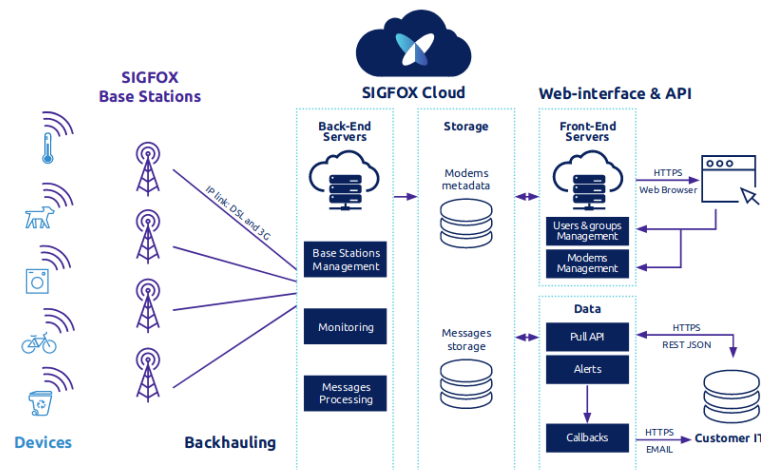 SIGFOX
Base Stations
SIGFOX Cloud
Web-interface & API
Back-End
Servers
Storage
Front-End
Servers
Modems
metadata
HTTPS
Web Browser
IP link: DSL and 3G
Users & groups
Management
Base Stations
Management
Modems
Management
Data
Monitoring
Messages
storage
Pull API
HTTPS
REST JSON
Alerts
Messages
Processing
Devices
Backhauling
Callbacks
HTTPS
EMAIL
Customer IT